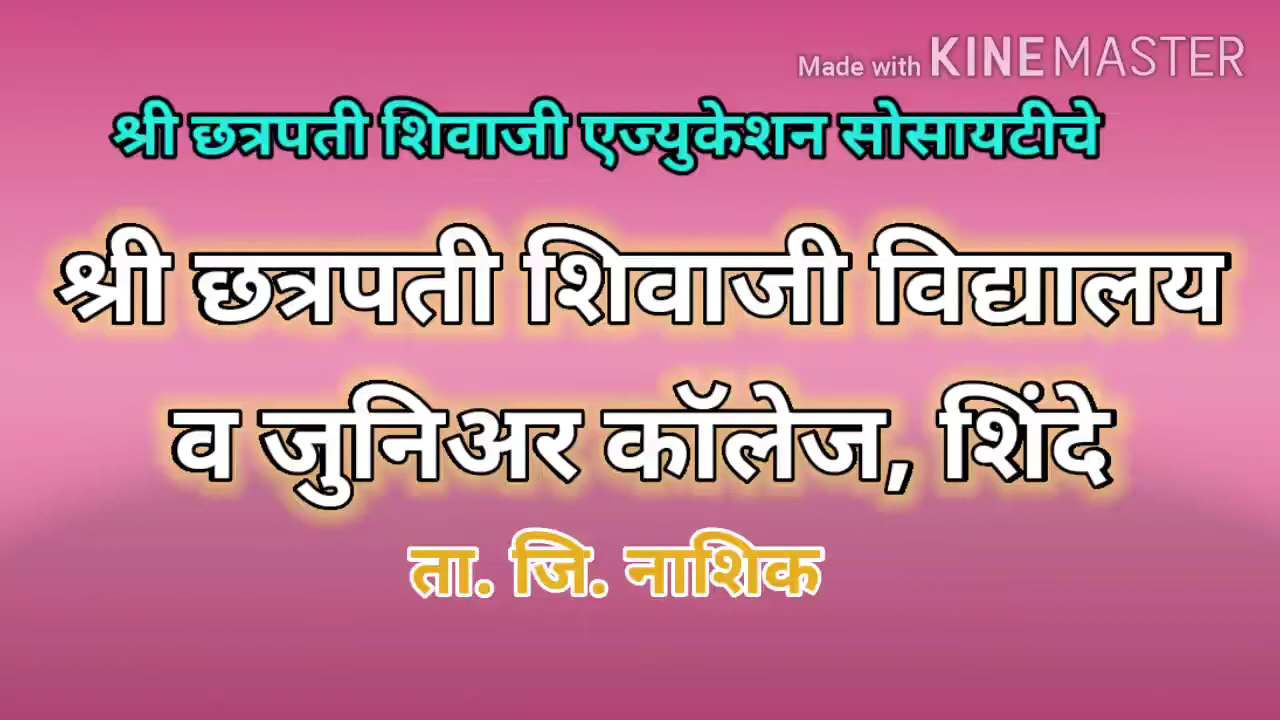 Made with KINEMASTER
श्री छत्रपती शिवाजी एज्युकेशन सोसायटीचे
श्री छत्रपती शिवाजी विद्यालय
व जुनिअर कॉलेज, शिंदे
ता. जि. नाशिक